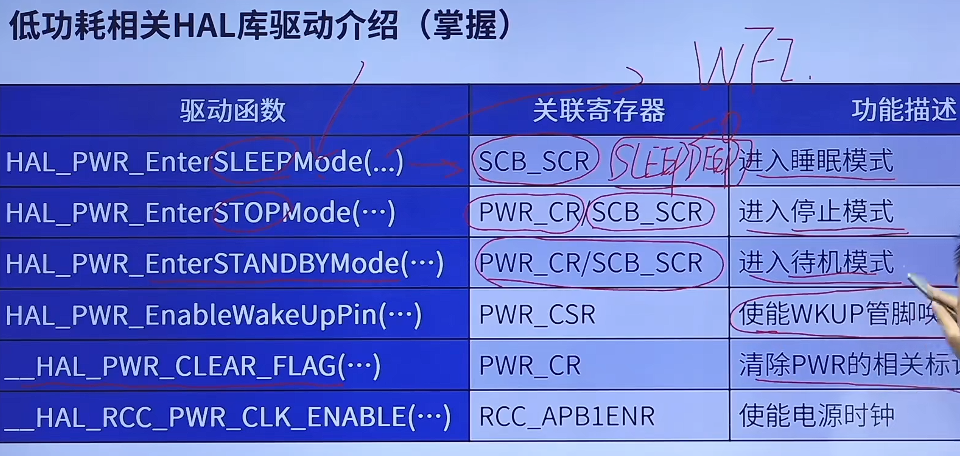 低功耗相关HAL库驱动介绍（掌握）
WFI.
驱动函数 关联寄存器 功能描述
HAL_PWR_EnterSLEEPMode(...) SCB_SCR SLEEPDEEP 进入睡眠模式
HAL_PWR_EnterSTOPMode(…) PWR_CR/SCB_SCR 进入停止模式
HAL_PWR_EnterSTANDBYMode(…) PWR_CR/SCB_SCR 进入待机模式
HAL_PWR_EnableWakeUpPin(…) PWR_CSR 使能WKUP管脚唤
__HAL_PWR_CLEAR_FLAG(…) PWR_CR 清除PWR的相关标
__HAL_RCC_PWR_CLK_ENABLE(…) RCC_APB1ENR 使能电源时钟